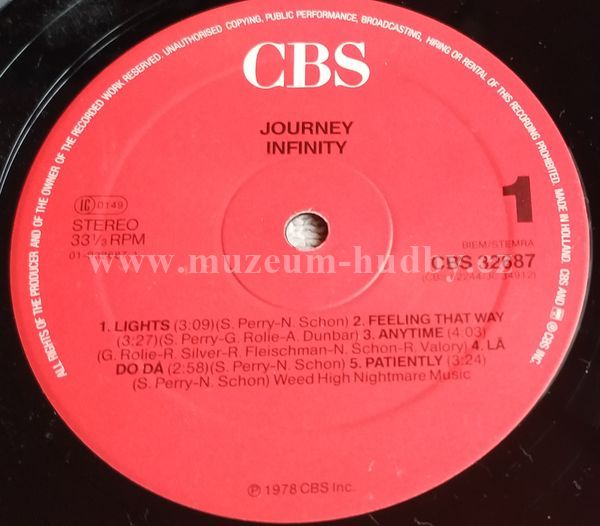 ALL RIGHTS OF THE PRODUCER AND OF THE OWNER OF THE RECORDED WORK RESERVED. UNAUTHORISED COPYING, PUBLIC PERFORMANCE, BROADCASTING, HIRING OR RENTAL OF THIS RECORDING PROHIBITED. MADE IN HOLLAND. CBS AND ℗ CBS INC.
CBS
JOURNEY
INFINITY
1
IC 0149
STEREO
33⅓ RPM
BIEM/STEMRA
CBS 32687
www.muzeum-hudby.
1. LIGHTS (3:09)(S. Perry-N. Schon) 2. FEELING THAT WAY
(3:27)(S. Perry-G. Rolie-A. Dunbar) 3. ANYTIME (4.03)
(G. Rolie-R. Silver-R. Fleischman-N. Schon-R. Valory) 4. LÅ
DO DÁ (2:58)(S. Perry-N. Schon) 5. PATIENTLY (3:24)
(S. Perry-N. Schon) Weed High Nightmare Music
℗ 1978 CBS Inc.